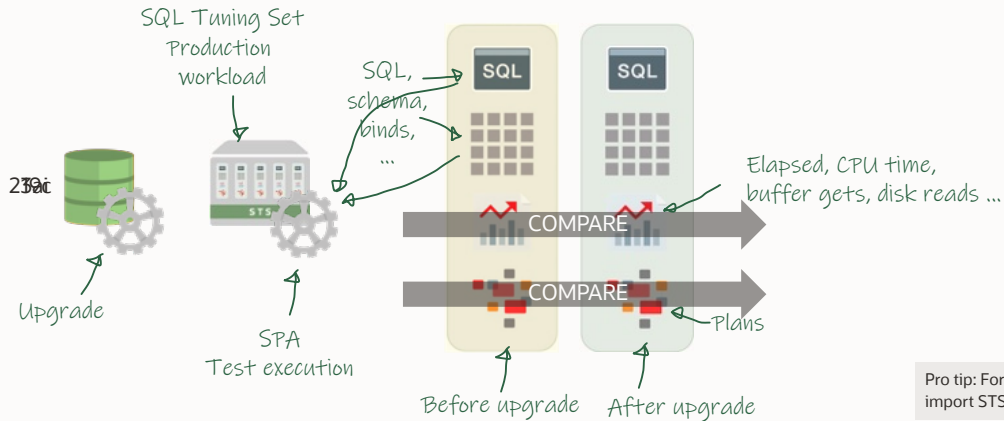 SQL Tuning Set
Production
workload
SQL,
schema,
binds,
...
SQL
SQL
Elapsed, CPU time,
buffer gets, disk reads ...
STS
COMPARE
COMPARE
Upgrade
SPA
Test execution
Plans
Before upgrade
After upgrade
Pro tip: For
import STS